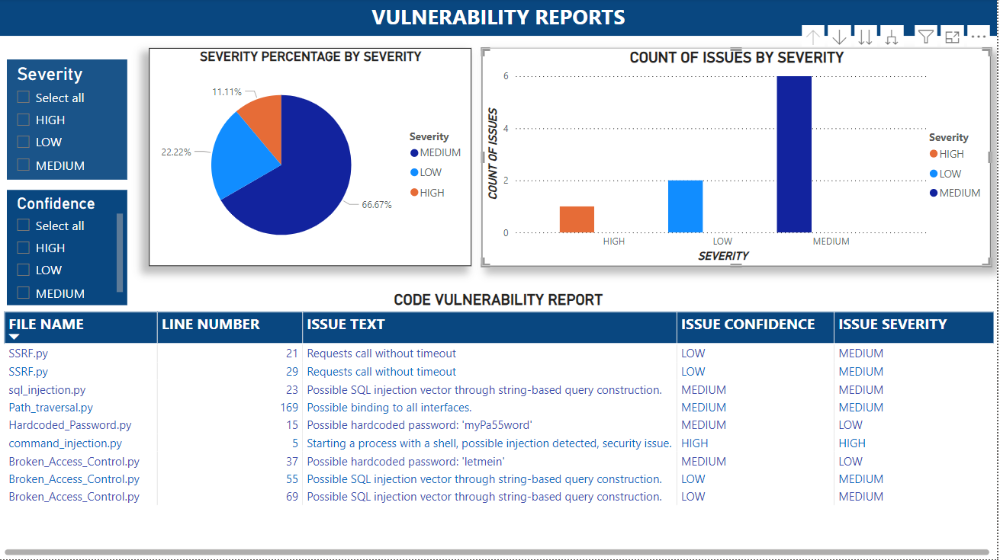 VULNERABILITY REPORTS
Severity
Select all
HIGH
LOW
MEDIUM
Confidence
Select all
HIGH
LOW
MEDIUM
SEVERITY PERCENTAGE BY SEVERITY
11.11%
22.22%
66.67%
Severity
MEDIUM
LOW
HIGH
COUNT OF ISSUES BY SEVERITY
COUNT OF ISSUES
6
4
2
0
HIGH LOW MEDIUM
SEVERITY
Severity
HIGH
LOW
MEDIUM
CODE VULNERABILITY REPORT
FILE NAME LINE NUMBER ISSUE TEXT ISSUE CONFIDENCE ISSUE SEVERITY
SSRF.py 21 Requests call without timeout LOW MEDIUM
SSRF.py 29 Requests call without timeout LOW MEDIUM
sql_injection.py 23 Possible SQL injection vector through string-based query construction. MEDIUM MEDIUM
Path_traversal.py 169 Possible binding to all interfaces. MEDIUM MEDIUM
Hardcoded_Password.py 15 Possible hardcoded password: 'myPa55word' MEDIUM LOW
command_injection.py 5 Starting a process with a shell, possible injection detected, security issue. HIGH HIGH
Broken_Access_Control.py 37 Possible hardcoded password: 'letmein' MEDIUM LOW
Broken_Access_Control.py 55 Possible SQL injection vector through string-based query construction. LOW MEDIUM
Broken_Access_Control.py 69 Possible SQL injection vector through string-based query construction. LOW MEDIUM